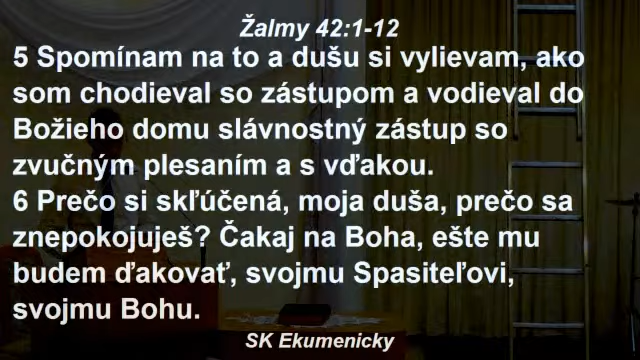 Žalmy 42:1-12
5 Spomínam na to a dušu si vylievam, ako
som chodieval so zástupom a vodieval do
Božieho domu slávnostný zástup so
zvučným plesaním a s vďakou.
6 Prečo si skľúčená, moja duša, prečo sa
znepokojuješ? Čakaj na Boha, ešte mu
budem ďakovať, svojmu Spasiteľovi,
svojmu Bohu.
SK Ekumenicky